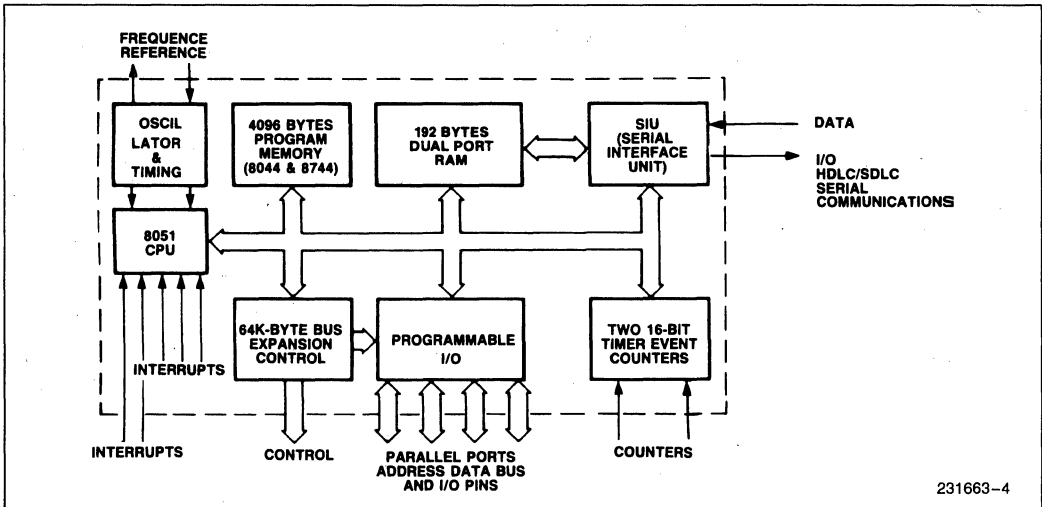 FREQUENCE
REFERENCE
OSCIL
LATOR
&
TIMING
4096 BYTES
PROGRAM
MEMORY
(8044 & 8744)
192 BYTES
DUAL PORT
RAM
SIU
(SERIAL
INTERFACE
UNIT)
DATA
I/O
HDLC/SDLC
SERIAL
COMMUNICATIONS
8051
CPU
64K-BYTE BUS
EXPANSION
CONTROL
PROGRAMMABLE
I/O
TWO 16-BIT
TIMER EVENT
COUNTERS
INTERRUPTS
INTERRUPTS
CONTROL
PARALLEL PORTS
ADDRESS DATA BUS
AND I/O PINS
COUNTERS
231663-4